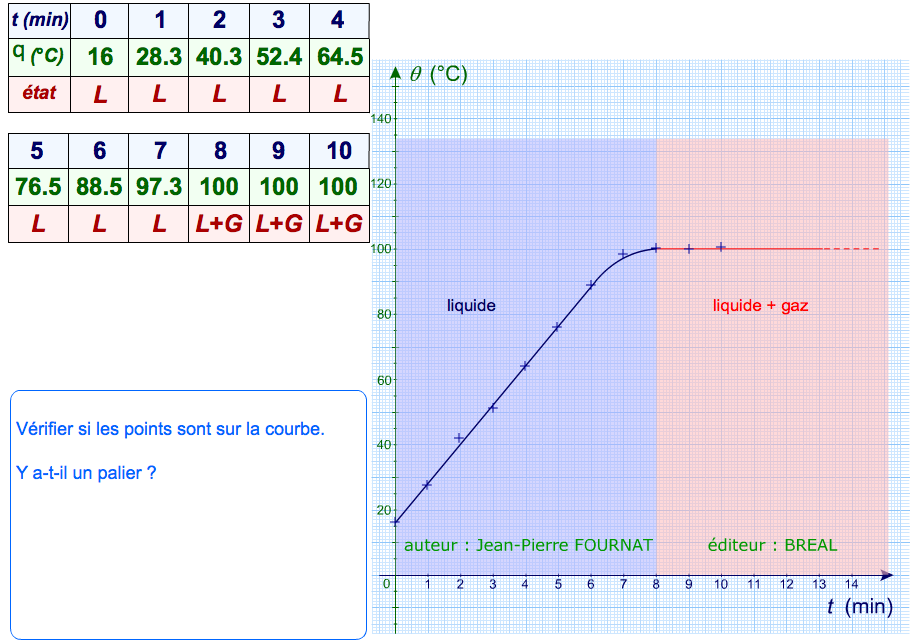 t (min) 0 1 2 3 4
q (°C) 16 28.3 40.3 52.4 64.5
état L L L L L
5 6 7 8 9 10
76.5 88.5 97.3 100 100 100
L L L L+G L+G L+G
Vérifier si les points sont sur la courbe.
Y a-t-il un palier ?
θ (°C)
140
120
100
80
60
40
20
liquide
liquide + gaz
auteur : Jean-Pierre FOURNAT
éditeur : BREAL
0 1 2 3 4 5 6 7 8 9 10 11 12 13 14
t (min)